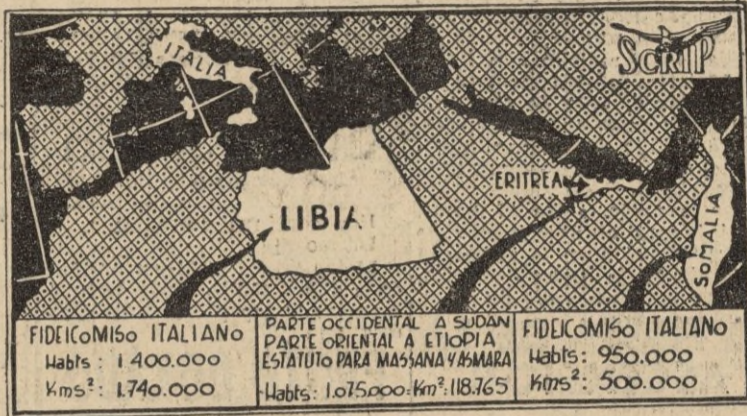 ITALIA
SCRIP
ERITREA
LIBIA
SOMALIA
FIDEICOMISO ITALIANO
Habts: 1 400.000
Kms²: 1.740.000
PARTE OCCIDENTAL A SUDAN
PARTE ORIENTAL A ETIOPIA
ESTATUTO PARA MASSANA Y ASMARA
Habts: 1.075.000=Km²:118.765
FIDEICOMISO ITALIANO
Habts: 950.000
Kms²: 500.000